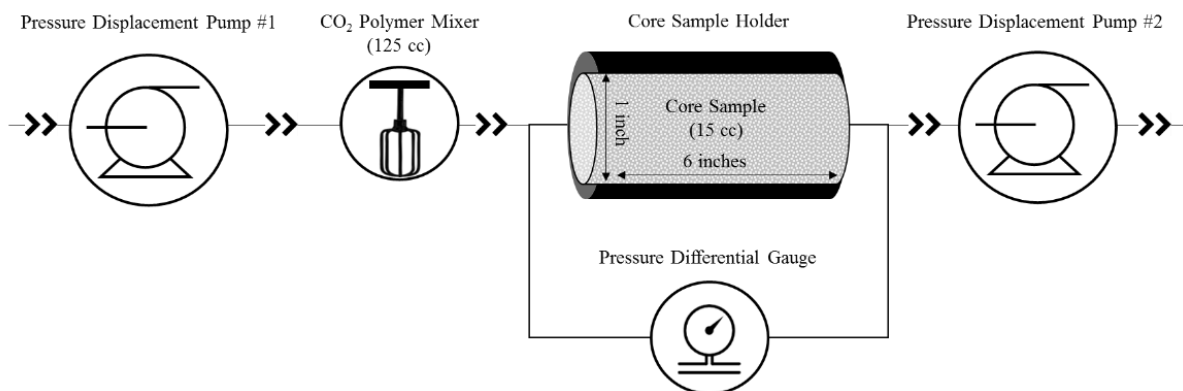 Pressure Displacement Pump #1
CO₂ Polymer Mixer
(125 cc)
Core Sample Holder
Pressure Displacement Pump #2
1 inch
Core Sample
(15 cc)
6 inches
Pressure Differential Gauge